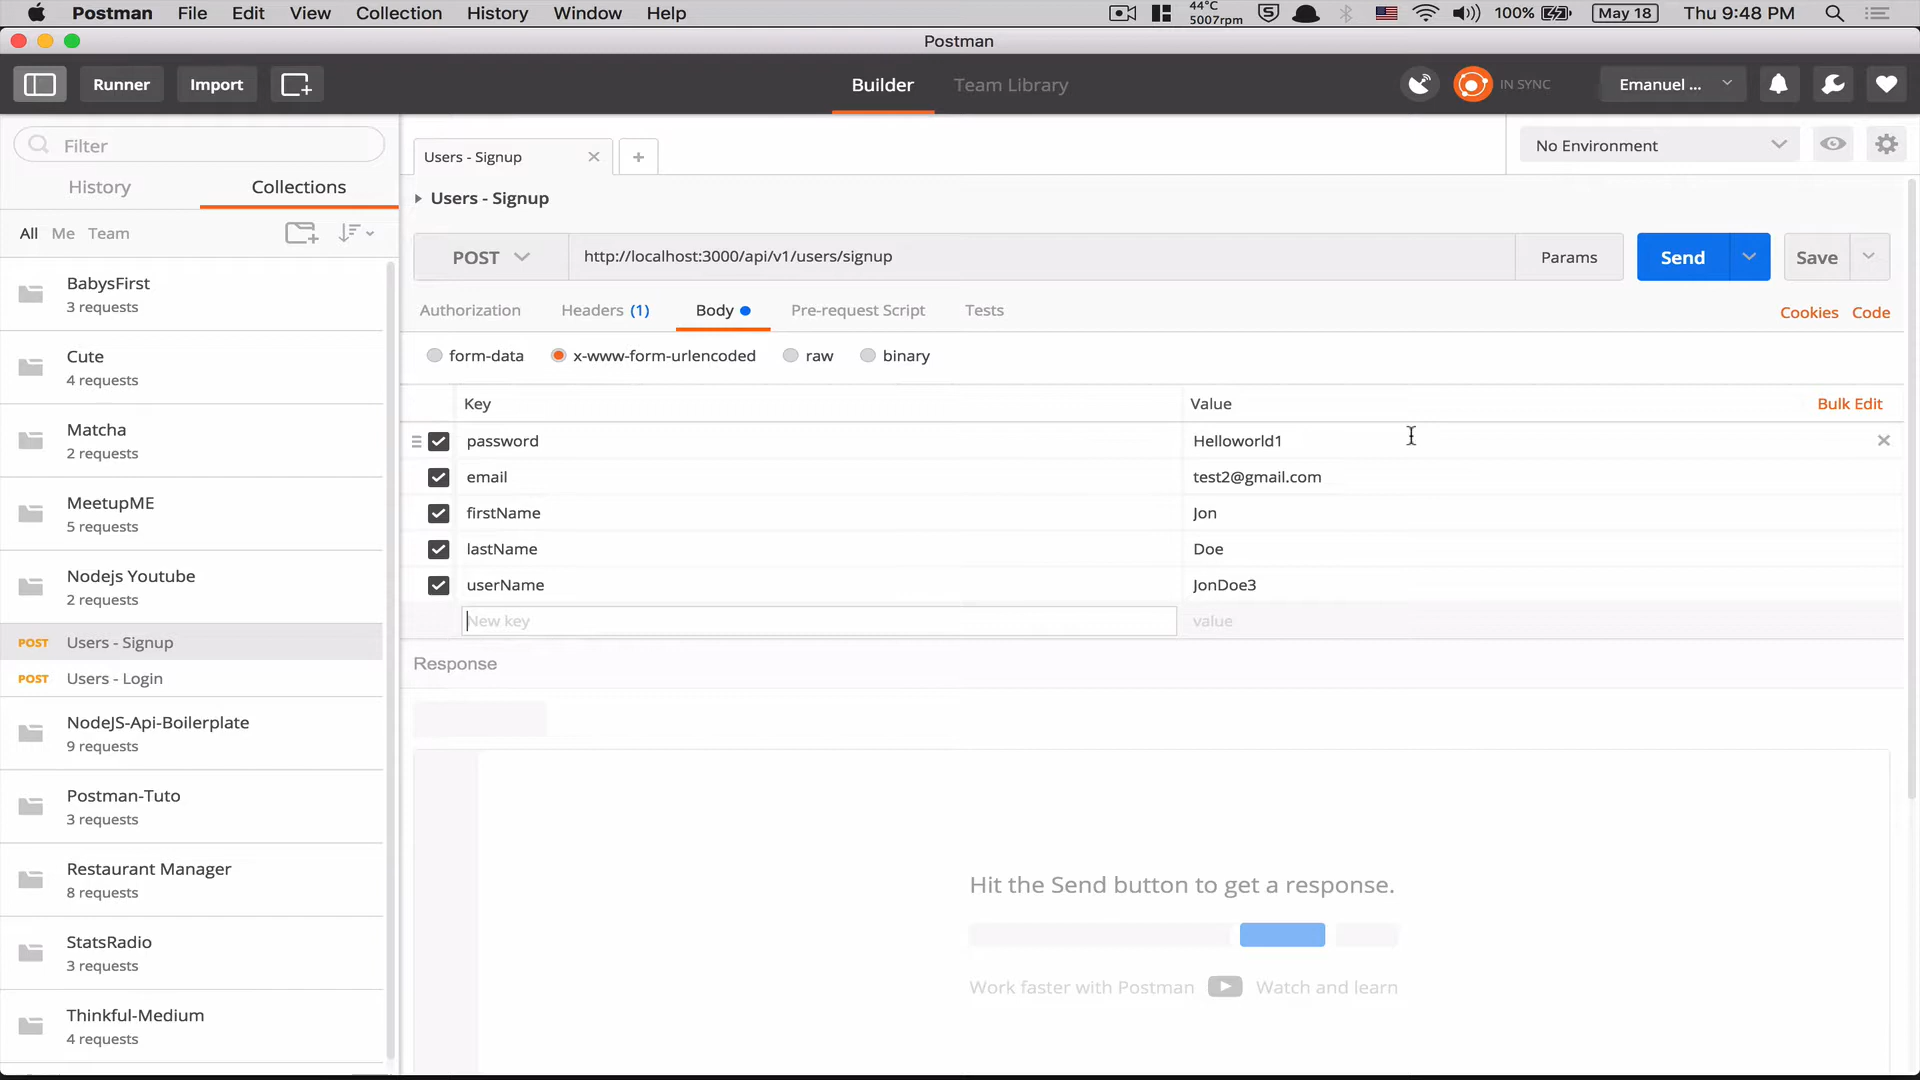 Postman File Edit View Collection History Window Help 44°C 5007rpm 100% May 18 Thu 9:48 PM
Postman
Runner Import Builder Team Library IN SYNC Emanuel ...
Filter
History Collections
All Me Team
BabysFirst
3 requests
Cute
4 requests
Matcha
2 requests
MeetupME
5 requests
Nodejs Youtube
2 requests
POST Users - Signup
POST Users - Login
NodeJS-Api-Boilerplate
9 requests
Postman-Tuto
3 requests
Restaurant Manager
8 requests
StatsRadio
3 requests
Thinkful-Medium
4 requests
Users - Signup
No Environment
Users - Signup
POST http://localhost:3000/api/v1/users/signup Params Send Save
Authorization Headers (1) Body Pre-request Script Tests Cookies Code
form-data x-www-form-urlencoded raw binary
Key Value Bulk Edit
password Helloworld1
email test2@gmail.com
firstName Jon
lastName Doe
userName JonDoe3
New key value
Response
Hit the Send button to get a response.
Work faster with Postman Watch and learn